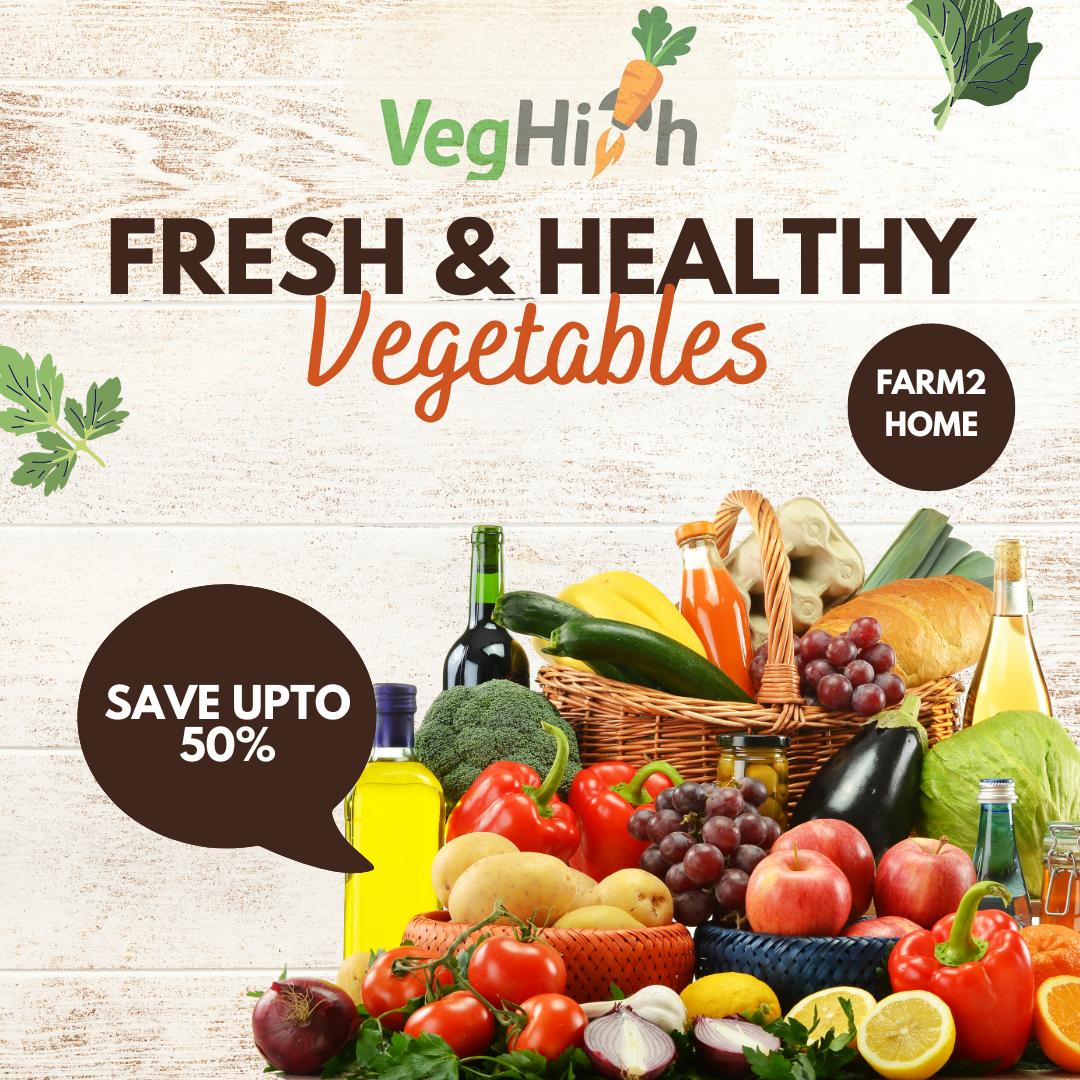 VegHigh
FRESH & HEALTHY
Vegetables
FARM2
HOME
SAVE UPTO
50%